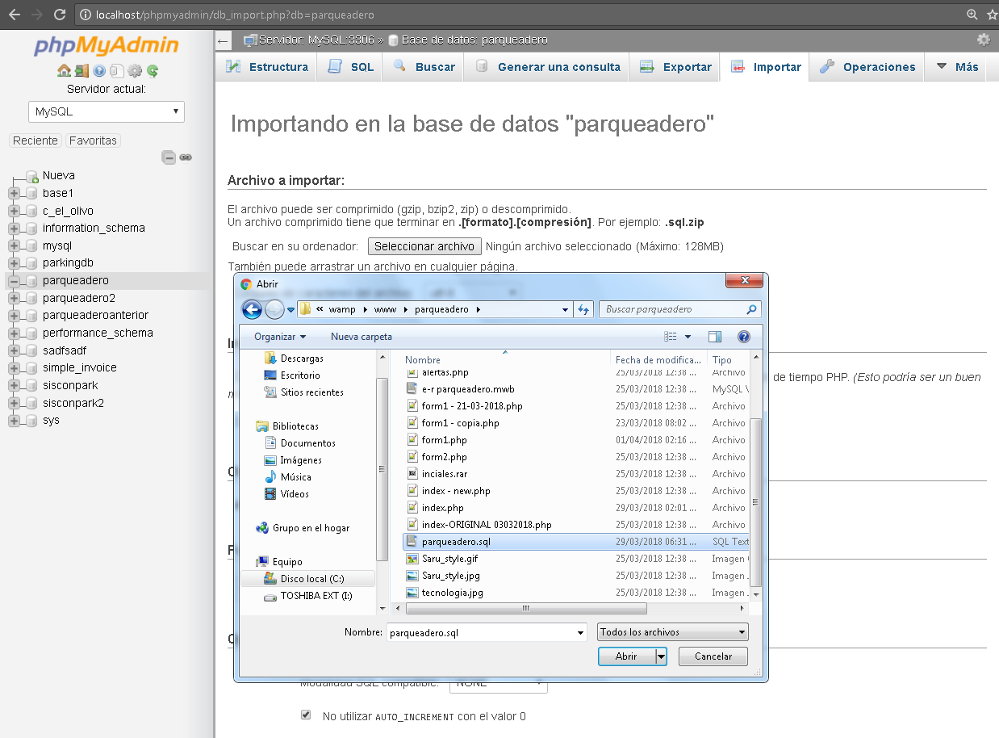 localhost/phpmyadmin/db_import.php?db=parqueadero
phpMyAdmin
Servidor actual:
MySQL
Reciente Favoritas
Nueva
base1
c_el_olivo
information_schema
mysql
parkingdb
parqueadero
parqueadero2
parqueaderoanterior
performance_schema
sadfsadf
simple_invoice
sisconpark
sisconpark2
sys
Servidor: MySQL:3306 » Base de datos: parqueadero
Estructura SQL Buscar Generar una consulta Exportar Importar Operaciones Más
Importando en la base de datos "parqueadero"
Archivo a importar:
El archivo puede ser comprimido (gzip, bzip2, zip) o descomprimido.
Un archivo comprimido tiene que terminar en .[formato].[compresión]. Por ejemplo: .sql.zip
Buscar en su ordenador: Seleccionar archivo Ningún archivo seleccionado (Máximo: 128MB)
También puede arrastrar un archivo en cualquier página.
Abrir
« wamp www parqueadero
Buscar parqueadero
Organizar Nueva carpeta
Descargas
Escritorio
Sitios recientes
Bibliotecas
Documentos
Imágenes
Música
Vídeos
Grupo en el hogar
Equipo
Disco local (C:)
TOSHIBA EXT (I:)
Nombre Fecha de modifica... Tipo
alertas.php 25/03/2018 12:38 ... Archivo
e-r parqueadero.mwb 25/03/2018 12:38 ... MySQL
form1 - 21-03-2018.php 25/03/2018 12:38 ... Archivo
form1 - copia.php 23/03/2018 08:02 ... Archivo
form1.php 01/04/2018 02:16 ... Archivo
form2.php 25/03/2018 12:38 ... Archivo
inciales.rar 25/03/2018 12:38 ... Archivo
index - new.php 25/03/2018 12:38 ... Archivo
index.php 29/03/2018 02:01 ... Archivo
index-ORIGINAL 03032018.php 25/03/2018 12:38 ... Archivo
parqueadero.sql 29/03/2018 06:31 ... SQL Text
Saru_style.gif 25/03/2018 12:38 ... Imagen
Saru_style.jpg 25/03/2018 12:38 ... Imagen
tecnologia.jpg 25/03/2018 12:38 ... Imagen
Nombre: parqueadero.sql Todos los archivos
Abrir Cancelar
de tiempo PHP. (Esto podría ser un buen
Modalidad SQL compatible: NONE
No utilizar AUTO_INCREMENT con el valor 0